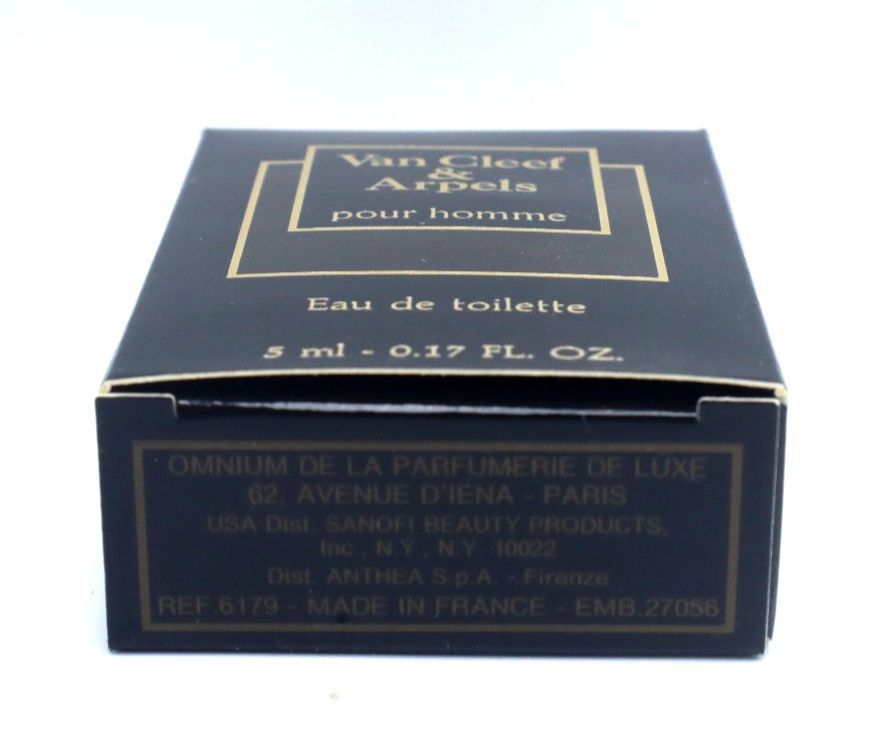 Van Cleef
&
Arpels
pour homme
Eau de toilette
5 ml - 0.17 FL. OZ.
OMNIUM DE LA PARFUMERIE DE LUXE
62, AVENUE D'IENA - PARIS
USA Dist. SANOFI BEAUTY PRODUCTS,
Inc., N.Y., N.Y. 10022
Dist. ANTHEA S.p.A. - Firenze
REF.6179 - MADE IN FRANCE - EMB.27056